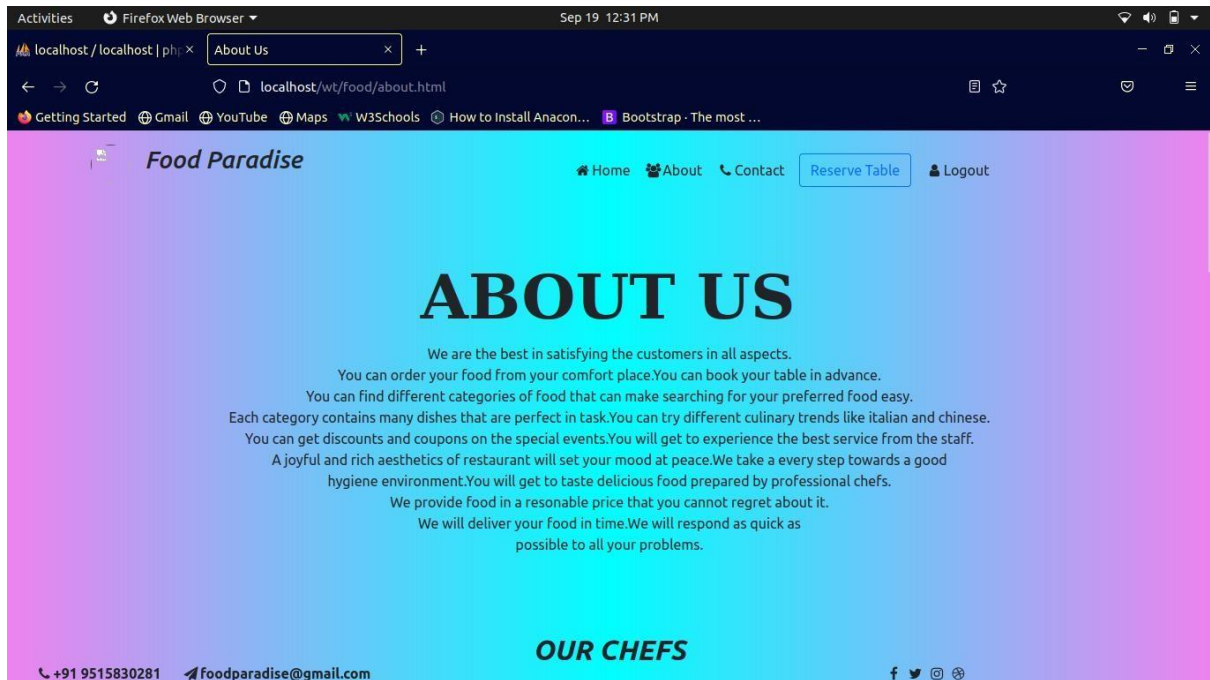 Activities Firefox Web Browser Sep 19 12:31 PM
localhost / localhost | php About Us
localhost/wt/food/about.html
Getting Started Gmail YouTube Maps W3Schools How to Install Anacon... B Bootstrap · The most ...
Food Paradise Home About Contact Reserve Table Logout
ABOUT US
We are the best in satisfying the customers in all aspects.
You can order your food from your comfort place.You can book your table in advance.
You can find different categories of food that can make searching for your preferred food easy.
Each category contains many dishes that are perfect in task.You can try different culinary trends like italian and chinese.
You can get discounts and coupons on the special events.You will get to experience the best service from the staff.
A joyful and rich aesthetics of restaurant will set your mood at peace.We take a every step towards a good
hygiene environment.You will get to taste delicious food prepared by professional chefs.
We provide food in a resonable price that you cannot regret about it.
We will deliver your food in time.We will respond as quick as
possible to all your problems.
OUR CHEFS
+91 9515830281 foodparadise@gmail.com